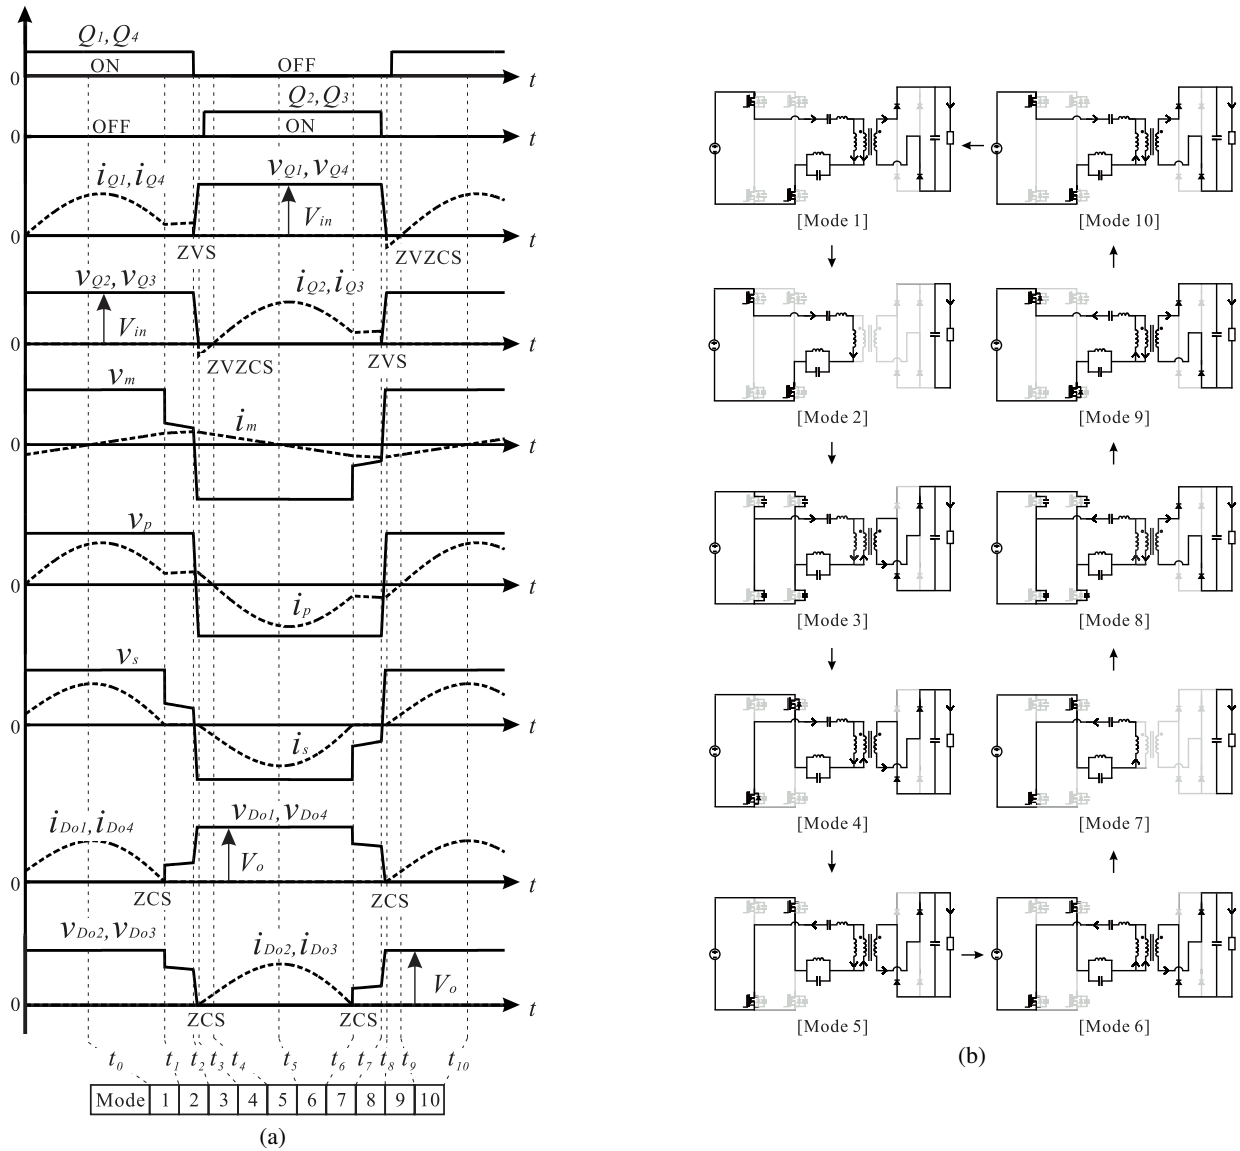 Q1,Q4
ON
OFF
0
t
Q2,Q3
OFF
ON
0
t
iQ1,iQ4
vQ1,vQ4
Vin
0
t
ZVS
ZVZCS
vQ2,vQ3
iQ2,iQ3
Vin
0
t
ZVZCS
ZVS
vm
im
0
t
vp
0
t
ip
vs
0
t
is
iDo1,iDo4
vDo1,vDo4
Vo
0
t
ZCS
ZCS
vDo2,vDo3
iDo2,iDo3
Vo
0
t
ZCS
ZCS
t0 t1 t2 t3 t4 t5 t6 t7 t8 t9 t10
Mode 1 2 3 4 5 6 7 8 9 10
(a)
[Mode 1]
[Mode 10]
[Mode 2]
[Mode 9]
[Mode 3]
[Mode 8]
[Mode 4]
[Mode 7]
[Mode 5]
[Mode 6]
(b)